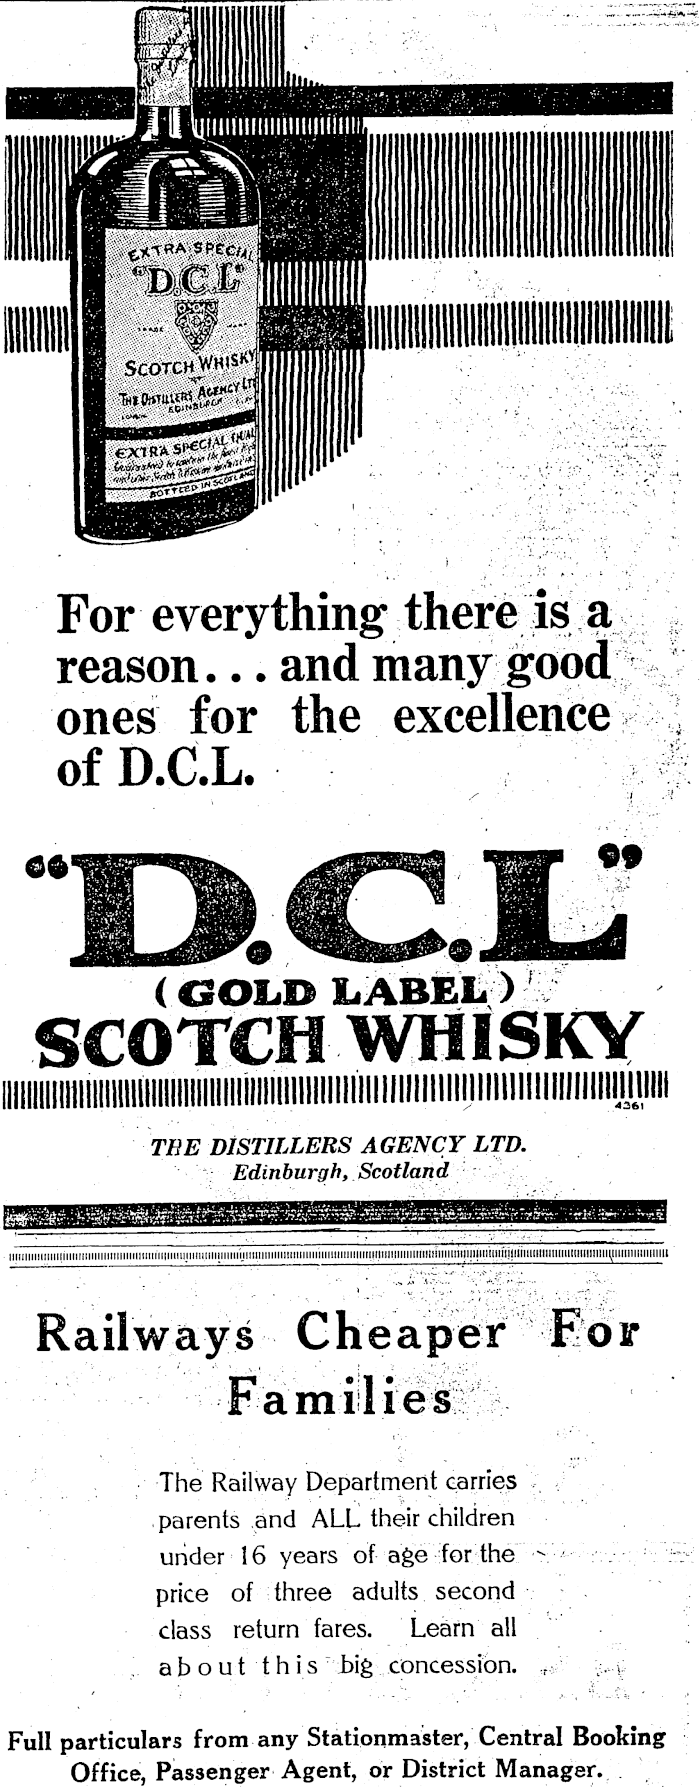 EXTRA SPECIAL
"D.C.L"
TRADE MARK
SCOTCH WHISKY
THE DISTILLERS AGENCY LTD
EDINBURGH
EXTRA SPECIAL
BOTTLED IN SCOTLAND
For everything there is a
reason... and many good
ones for the excellence
of D.C.L.
"D.C.L"
(GOLD LABEL)
SCOTCH WHISKY
4361
THE DISTILLERS AGENCY LTD.
Edinburgh, Scotland
Railways Cheaper For
Families
The Railway Department carries
parents and ALL their children
under 16 years of age for the
price of three adults second
class return fares. Learn all
about this big concession.
Full particulars from any Stationmaster, Central Booking
Office, Passenger Agent, or District Manager.